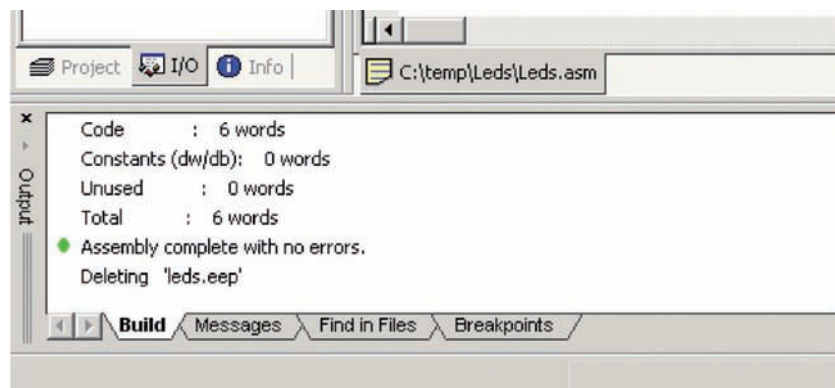 Project I/O Info
C:\temp\Leds\Leds.asm
Output
Code : 6 words
Constants (dw/db): 0 words
Unused : 0 words
Total : 6 words
Assembly complete with no errors.
Deleting 'leds.eep'
Build Messages Find in Files Breakpoints